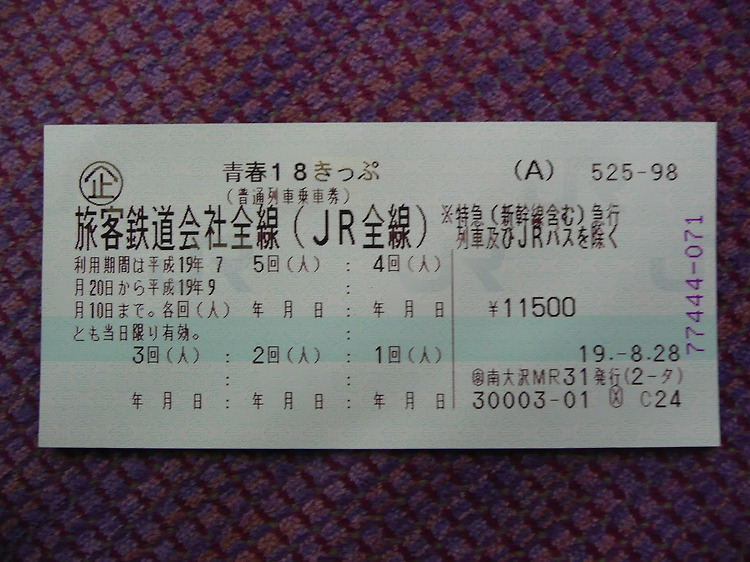 企 青春18きっぷ (A) 525-98
(普通列車乗車券)
旅客鉄道会社全線(JR全線) ※特急(新幹線含む)急行
列車及びJRバスを除く
利用期間は平成19年 7 5回(人) : 4回(人)
月20日から平成19年 9 :
月10日まで。各回(人) 年 月 日 : 年 月 日 ¥11500
とも当日限り有効。 :
3回(人) : 2回(人) : 1回(人) 19.-8.28
: : 南大沢MR31発行(2-タ)
年 月 日 : 年 月 日 : 年 月 日 30003-01 C24
77444-071